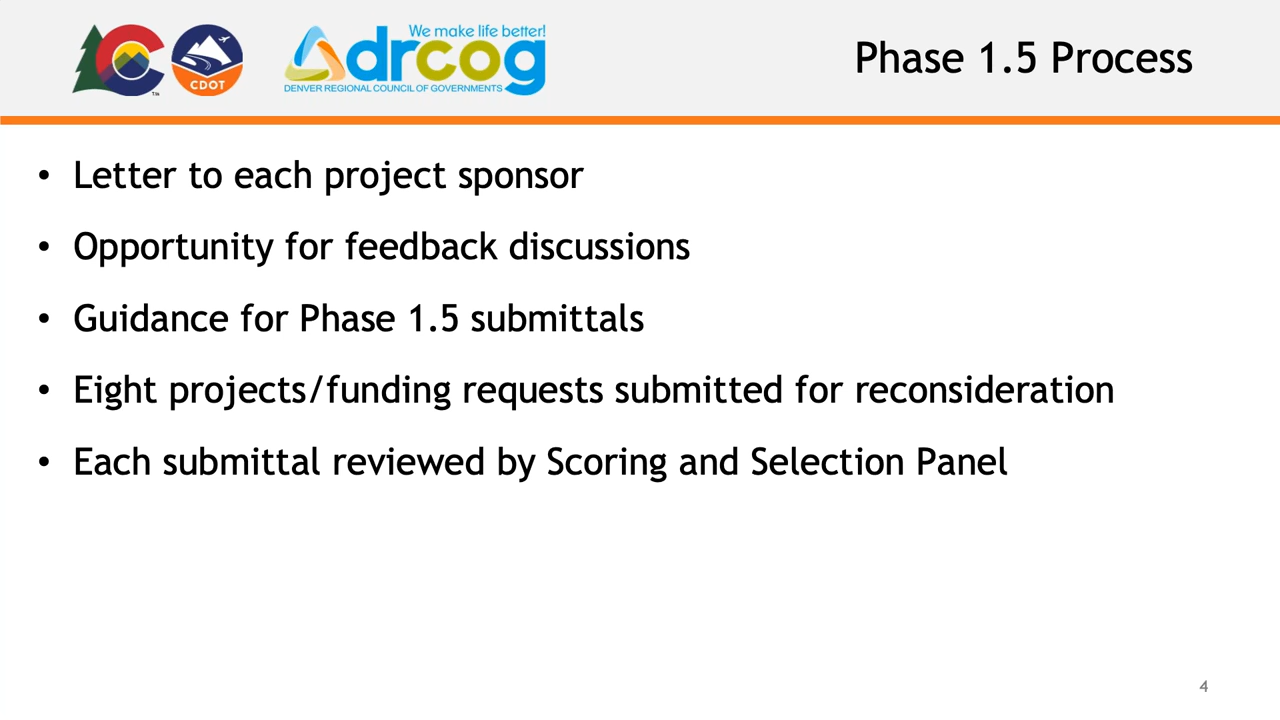 We make life better!
drcog
DENVER REGIONAL COUNCIL OF GOVERNMENTS
CDOT
TM
Phase 1.5 Process
• Letter to each project sponsor
• Opportunity for feedback discussions
• Guidance for Phase 1.5 submittals
• Eight projects/funding requests submitted for reconsideration
• Each submittal reviewed by Scoring and Selection Panel
4